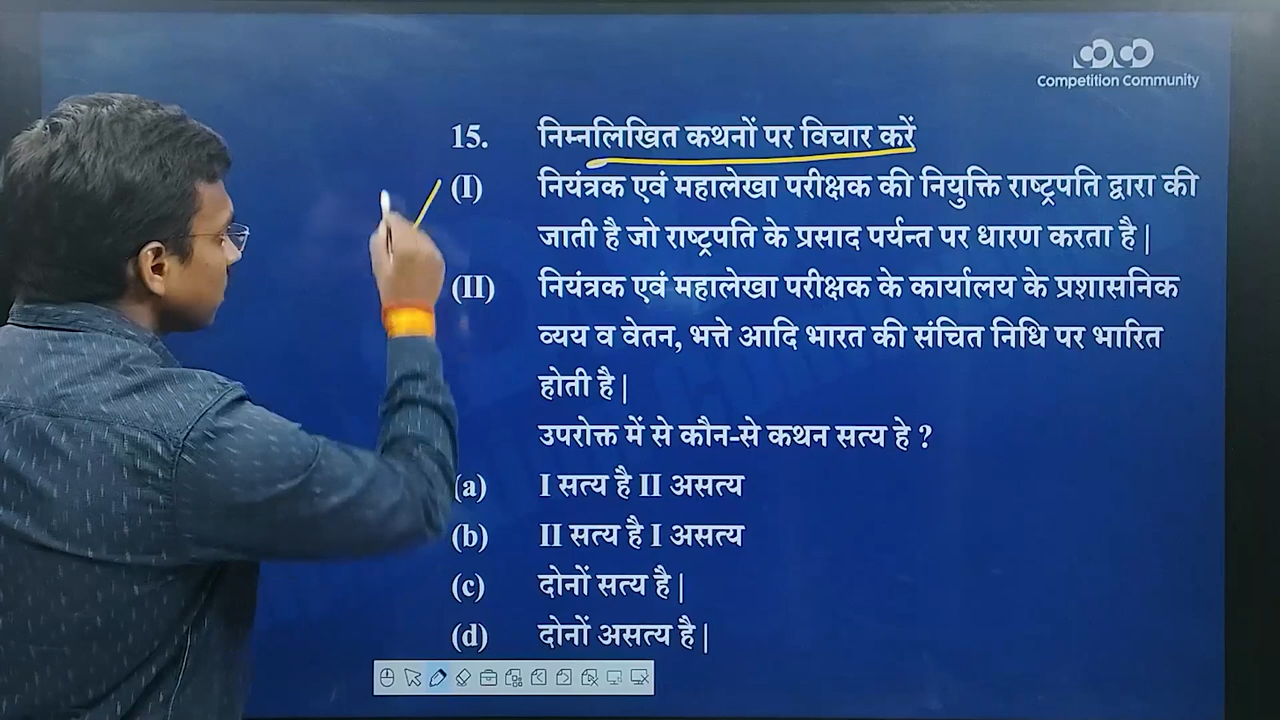 Competition Community
15. निम्नलिखित कथनों पर विचार करें
(I) नियंत्रक एवं महालेखा परीक्षक की नियुक्ति राष्ट्रपति द्वारा की
जाती है जो राष्ट्रपति के प्रसाद पर्यन्त पर धारण करता है |
(II) नियंत्रक एवं महालेखा परीक्षक के कार्यालय के प्रशासनिक
व्यय व वेतन, भत्ते आदि भारत की संचित निधि पर भारित
होती है |
उपरोक्त में से कौन-से कथन सत्य हे ?
(a) I सत्य है II असत्य
(b) II सत्य है I असत्य
(c) दोनों सत्य है |
(d) दोनों असत्य है |